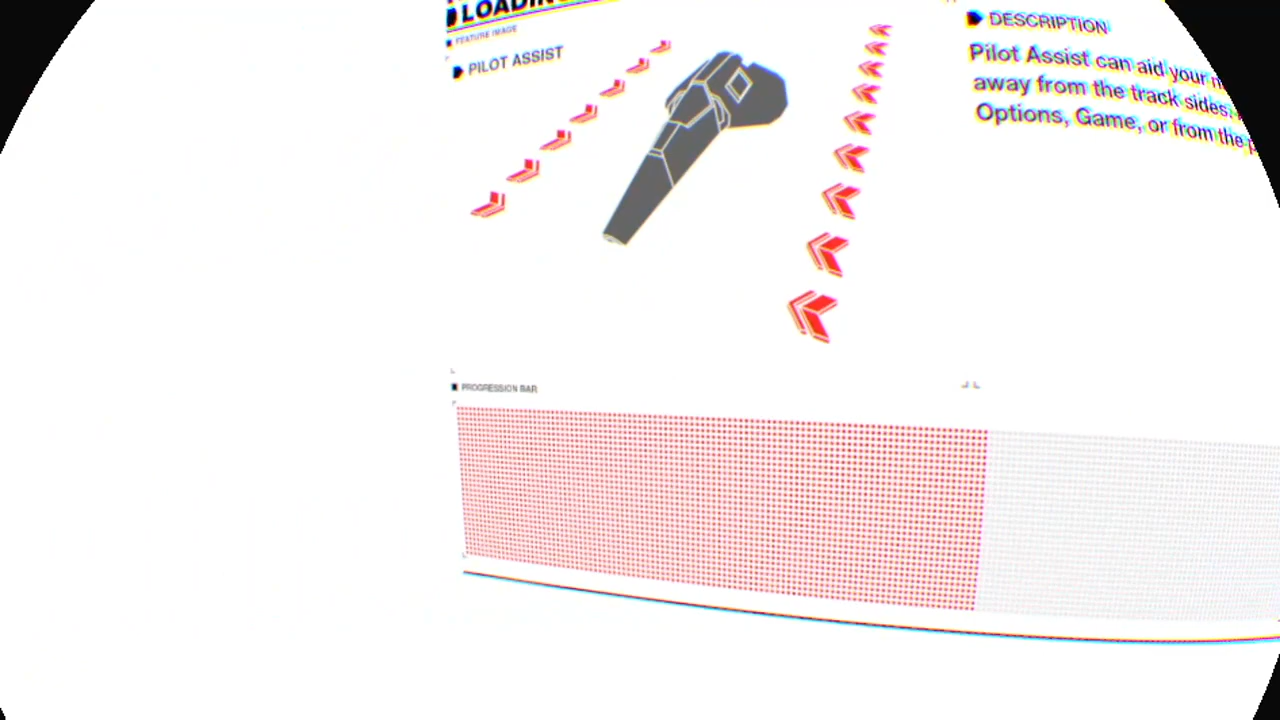 LOADING
FEATURE IMAGE
PILOT ASSIST
DESCRIPTION
Pilot Assist can aid your
away from the track sides.
Options, Game, or from the
PROGRESSION BAR